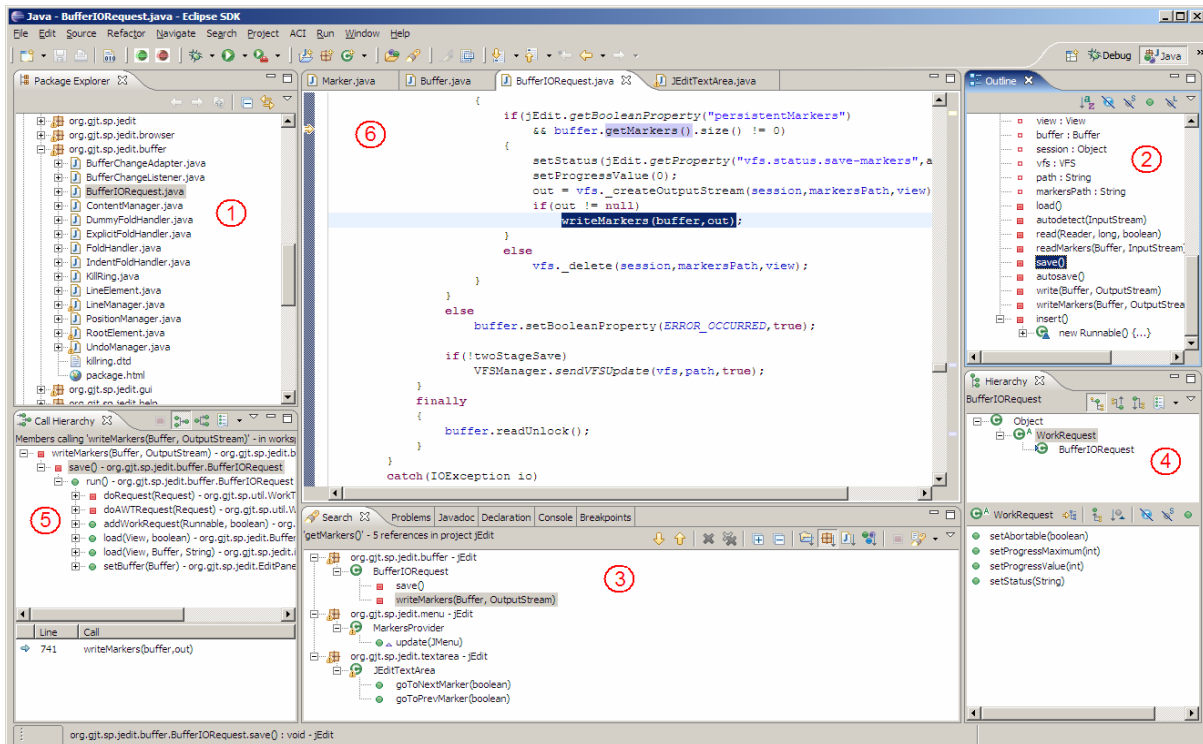 Java - BufferIORequest.java - Eclipse SDK
File Edit Source Refactor Navigate Search Project ACI Run Window Help
Debug Java
Package Explorer
org.gjt.sp.jedit
org.gjt.sp.jedit.browser
org.gjt.sp.jedit.buffer
BufferChangeAdapter.java
BufferChangeListener.java
BufferIORequest.java
ContentManager.java
DummyFoldHandler.java
ExplicitFoldHandler.java
FoldHandler.java
IndentFoldHandler.java
KillRing.java
LineElement.java
LineManager.java
PositionManager.java
RootElement.java
UndoManager.java
killring.dtd
package.html
org.gjt.sp.jedit.gui
org.gjt.sp.jedit.help
1
Call Hierarchy
Members calling 'writeMarkers(Buffer, OutputStream)' - in works
writeMarkers(Buffer, OutputStream) - org.gjt.sp.jedit.b
save() - org.gjt.sp.jedit.buffer.BufferIORequest
run() - org.gjt.sp.jedit.buffer.BufferIORequest
doRequest(Request) - org.gjt.sp.util.WorkT
doAWTRequest(Request) - org.gjt.sp.util.W
addWorkRequest(Runnable, boolean) - org.
load(View, boolean) - org.gjt.sp.jedit.Buffer
load(View, Buffer, String) - org.gjt.sp.jedit.i
setBuffer(Buffer) - org.gjt.sp.jedit.EditPane
5
Line Call
741 writeMarkers(buffer,out)
Marker.java Buffer.java BufferIORequest.java JEditTextArea.java
6
{
if(jEdit.getBooleanProperty("persistentMarkers")
&& buffer.getMarkers().size() != 0)
{
setStatus(jEdit.getProperty("vfs.status.save-markers",a
setProgressValue(0);
out = vfs._createOutputStream(session,markersPath,view)
if(out != null)
writeMarkers(buffer,out);
}
else
vfs._delete(session,markersPath,view);
}
}
else
buffer.setBooleanProperty(ERROR_OCCURRED,true);
if(!twoStageSave)
VFSManager.sendVFSUpdate(vfs,path,true);
}
finally
{
buffer.readUnlock();
}
}
catch(IOException io)
Search Problems Javadoc Declaration Console Breakpoints
'getMarkers()' - 5 references in project jEdit
org.gjt.sp.jedit.buffer - jEdit
BufferIORequest
save()
writeMarkers(Buffer, OutputStream)
org.gjt.sp.jedit.menu - jEdit
MarkersProvider
update(JMenu)
org.gjt.sp.jedit.textarea - jEdit
JEditTextArea
goToNextMarker(boolean)
goToPrevMarker(boolean)
3
Outline
view : View
buffer : Buffer
session : Object
vfs : VFS
path : String
markersPath : String
load()
autodetect(InputStream)
read(Reader, long, boolean)
readMarkers(Buffer, InputStream)
save()
autosave()
write(Buffer, OutputStream)
writeMarkers(Buffer, OutputStrea
insert()
new Runnable() {...}
2
Hierarchy
BufferIORequest
Object
WorkRequest
BufferIORequest
4
WorkRequest
setAbortable(boolean)
setProgressMaximum(int)
setProgressValue(int)
setStatus(String)
org.gjt.sp.jedit.buffer.BufferIORequest.save() : void - jEdit